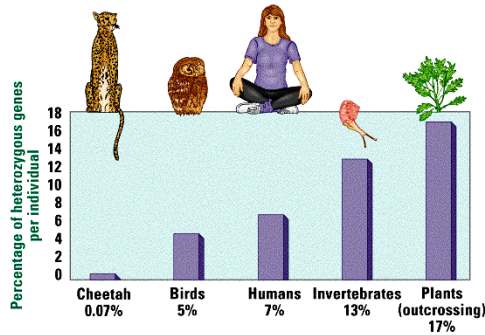 Percentage of heterozygous genes
per individual
18
16
14
12
10
8
6
4
2
0
Cheetah
0.07%
Birds
5%
Humans
7%
Invertebrates
13%
Plants
(outcrossing)
17%